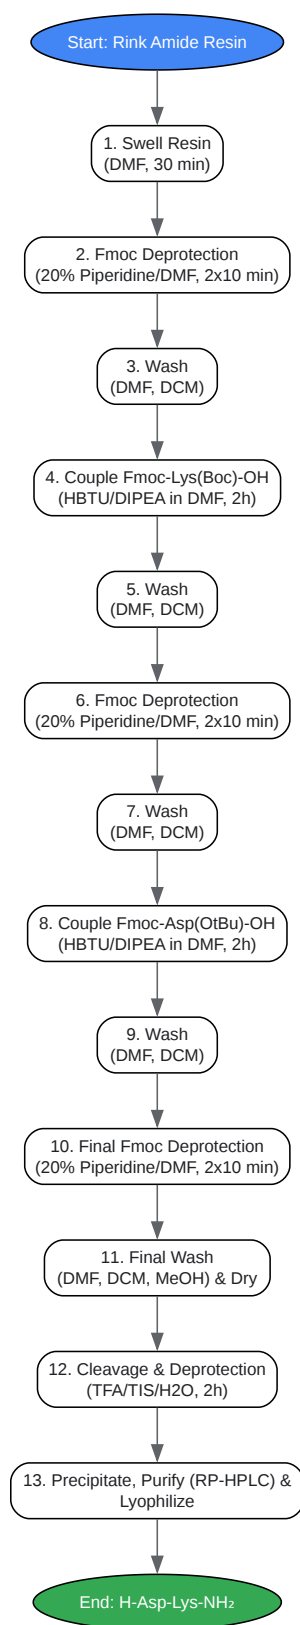 Start: Rink Amide Resin
1. Swell Resin
(DMF, 30 min)
2. Fmoc Deprotection
(20% Piperidine/DMF, 2x10 min)
3. Wash
(DMF, DCM)
4. Couple Fmoc-Lys(Boc)-OH
(HBTU/DIPEA in DMF, 2h)
5. Wash
(DMF, DCM)
6. Fmoc Deprotection
(20% Piperidine/DMF, 2x10 min)
7. Wash
(DMF, DCM)
8. Couple Fmoc-Asp(OtBu)-OH
(HBTU/DIPEA in DMF, 2h)
9. Wash
(DMF, DCM)
10. Final Fmoc Deprotection
(20% Piperidine/DMF, 2x10 min)
11. Final Wash
(DMF, DCM, MeOH) & Dry
12. Cleavage & Deprotection
(TFA/TIS/H2O, 2h)
13. Precipitate, Purify (RP-HPLC) &
Lyophilize
End: H-Asp-Lys-NH₂